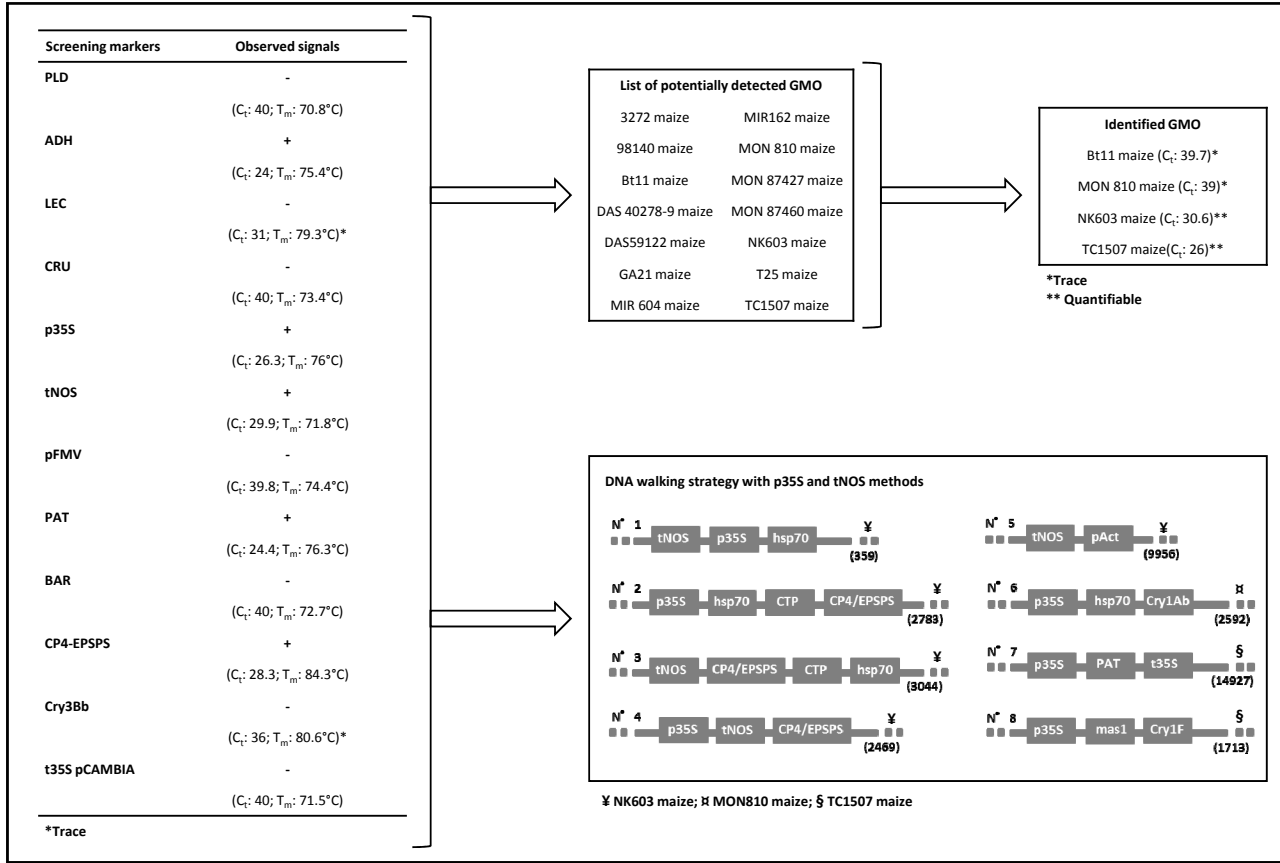 Screening markers Observed signals
PLD -
(Ct: 40; Tm: 70.8°C)
ADH +
(Ct: 24; Tm: 75.4°C)
LEC -
(Ct: 31; Tm: 79.3°C)*
CRU -
(Ct: 40; Tm: 73.4°C)
p35S +
(Ct: 26.3; Tm: 76°C)
tNOS +
(Ct: 29.9; Tm: 71.8°C)
pFMV -
(Ct: 39.8; Tm: 74.4°C)
PAT +
(Ct: 24.4; Tm: 76.3°C)
BAR -
(Ct: 40; Tm: 72.7°C)
CP4-EPSPS +
(Ct: 28.3; Tm: 84.3°C)
Cry3Bb -
(Ct: 36; Tm: 80.6°C)*
t35S pCAMBIA -
(Ct: 40; Tm: 71.5°C)
*Trace
List of potentially detected GMO
3272 maize MIR162 maize
98140 maize MON 810 maize
Bt11 maize MON 87427 maize
DAS 40278-9 maize MON 87460 maize
DAS59122 maize NK603 maize
GA21 maize T25 maize
MIR 604 maize TC1507 maize
Identified GMO
Bt11 maize (Ct: 39.7)*
MON 810 maize (Ct: 39)*
NK603 maize (Ct: 30.6)**
TC1507 maize(Ct: 26)**
*Trace
** Quantifiable
DNA walking strategy with p35S and tNOS methods
N° 1 ¥
tNOS p35S hsp70
(359)
N° 2 ¥
p35S hsp70 CTP CP4/EPSPS
(2783)
N° 3 ¥
tNOS CP4/EPSPS CTP hsp70
(3044)
N° 4 ¥
p35S tNOS CP4/EPSPS
(2469)
N° 5 ¥
tNOS pAct
(9956)
N° 6 ¤
p35S hsp70 Cry1Ab
(2592)
N° 7 §
p35S PAT t35S
(14927)
N° 8 §
p35S mas1 Cry1F
(1713)
¥ NK603 maize; ¤ MON810 maize; § TC1507 maize